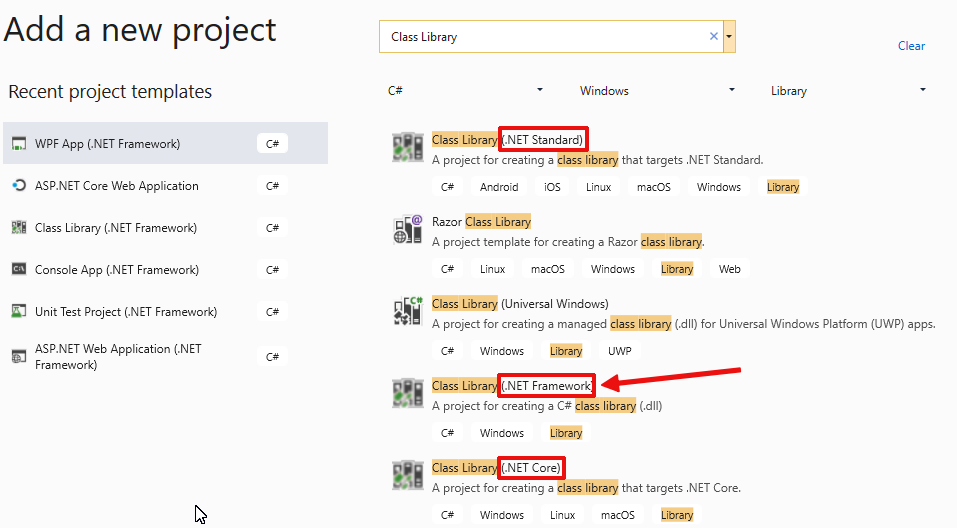 Add a new project
Class Library
Clear
Recent project templates
C#
Windows
Library
WPF App (.NET Framework)
C#
ASP.NET Core Web Application
C#
Class Library (.NET Framework)
C#
Console App (.NET Framework)
C#
Unit Test Project (.NET Framework)
C#
ASP.NET Web Application (.NET
Framework)
C#
Class Library (.NET Standard)
A project for creating a class library that targets .NET Standard.
C# Android iOS Linux macOS Windows Library
Razor Class Library
A project template for creating a Razor class library.
C# Linux macOS Windows Library Web
Class Library (Universal Windows)
A project for creating a managed class library (.dll) for Universal Windows Platform (UWP) apps.
C# Windows Library UWP
Class Library (.NET Framework)
A project for creating a C# class library (.dll)
C# Windows Library
Class Library (.NET Core)
A project for creating a class library that targets .NET Core.
C# Windows Linux macOS Library